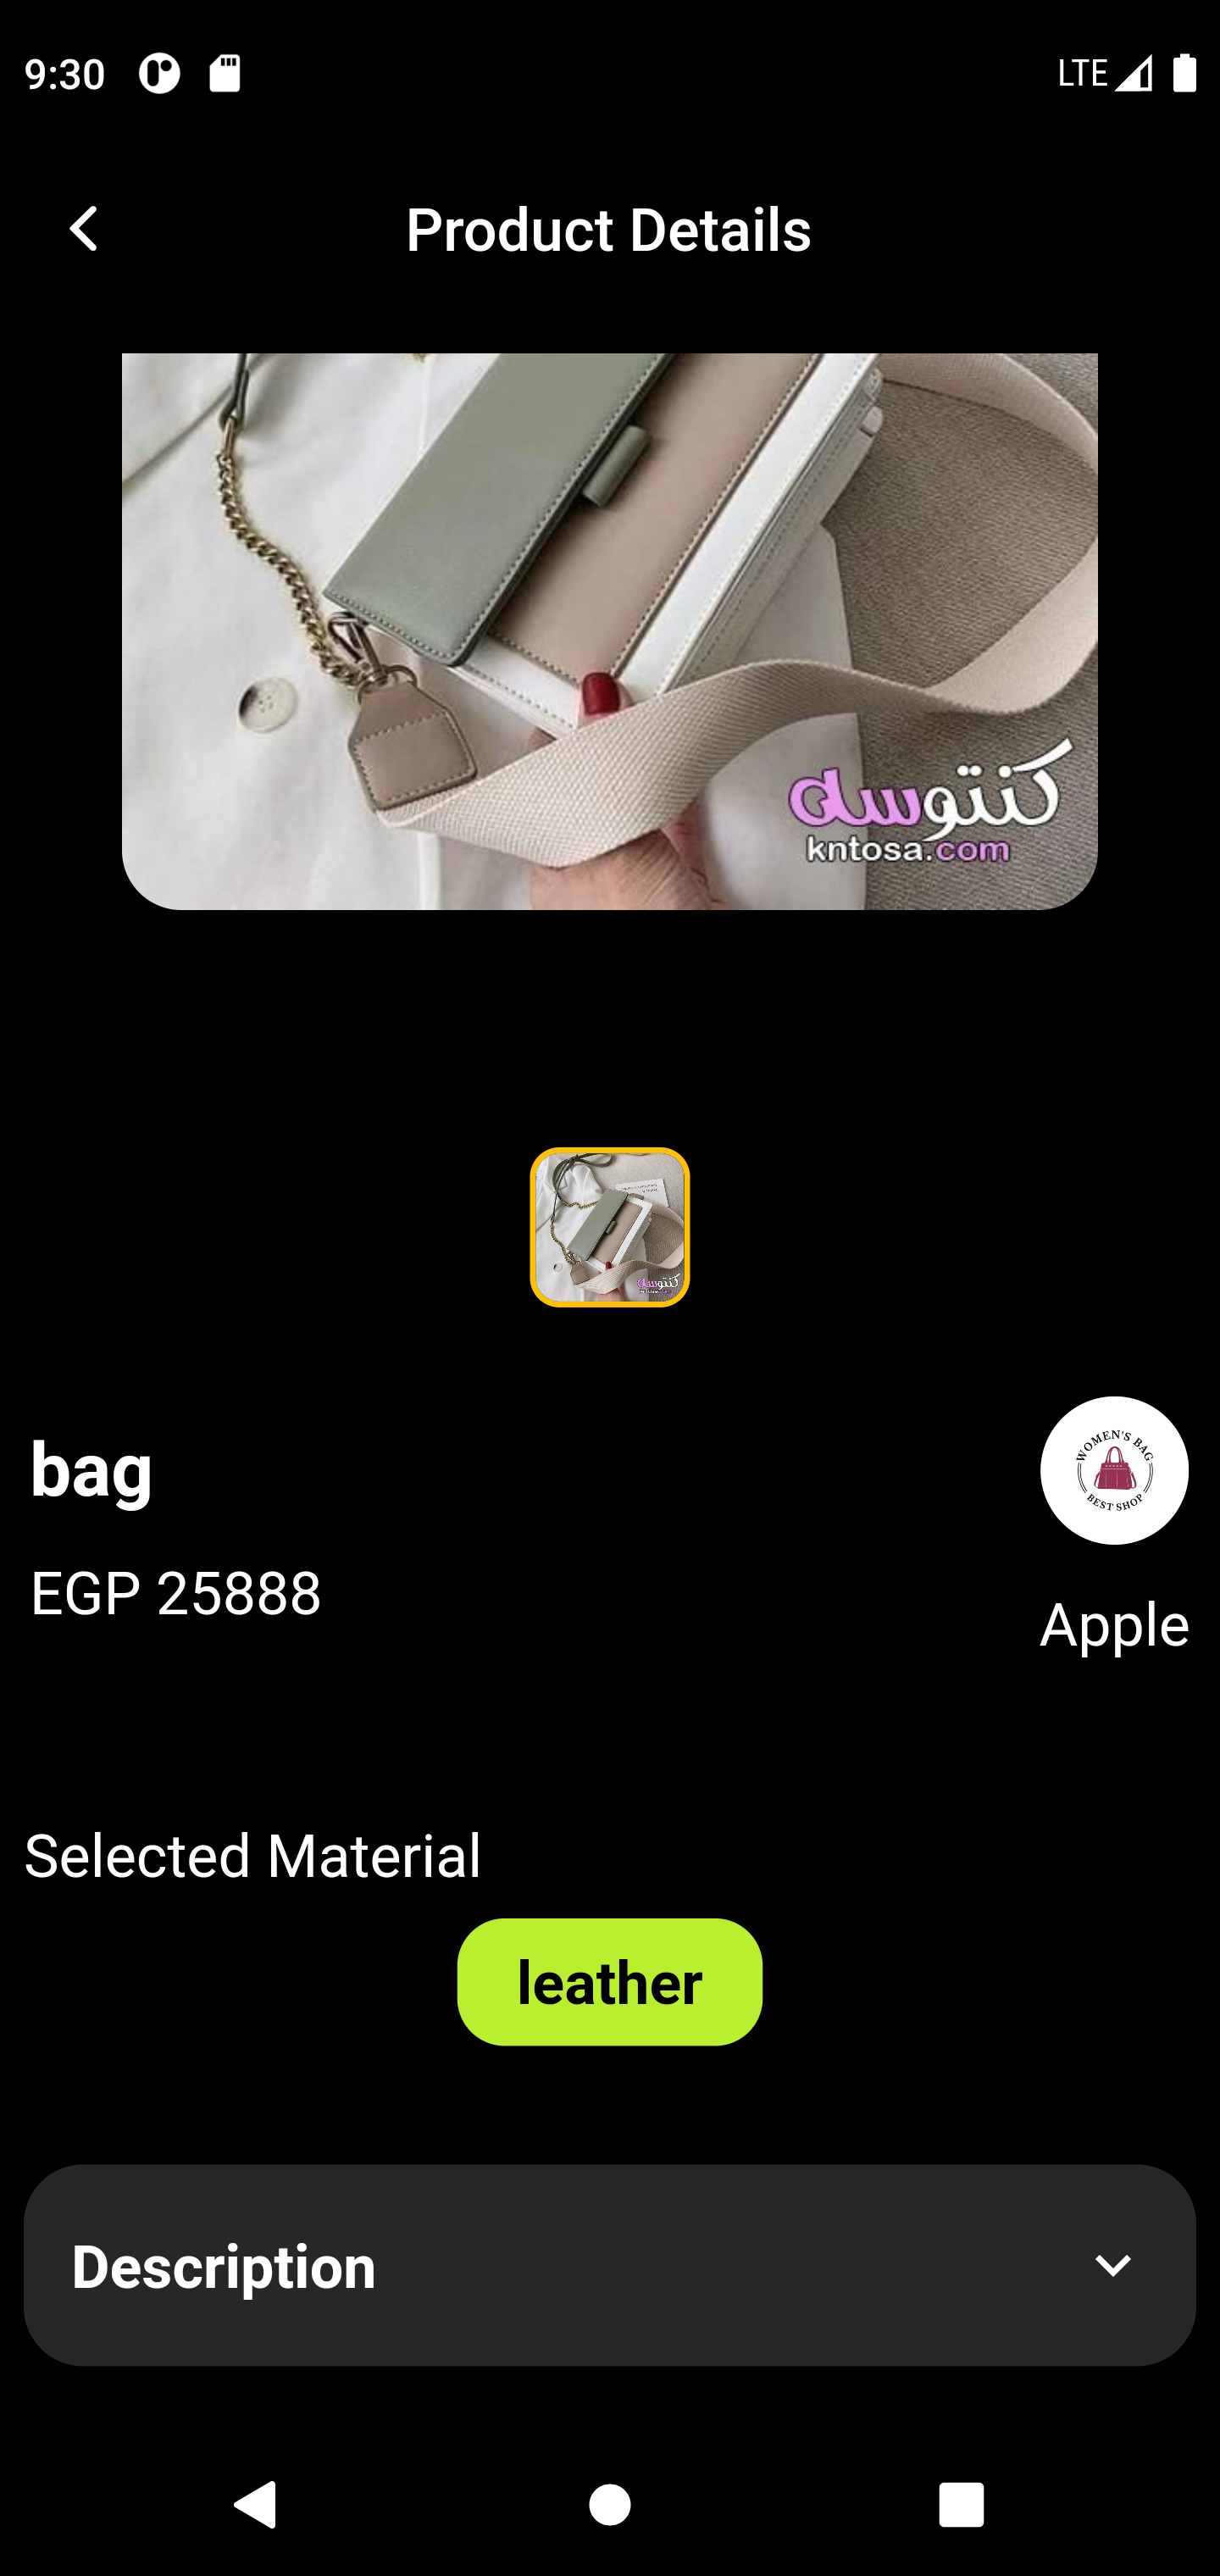 9:30
LTE
Product Details
كنتوسه
kntosa.com
كنتوسه
bag
WOMEN'S BAG
BEST SHOP
EGP 25888
Apple
Selected Material
leather
Description